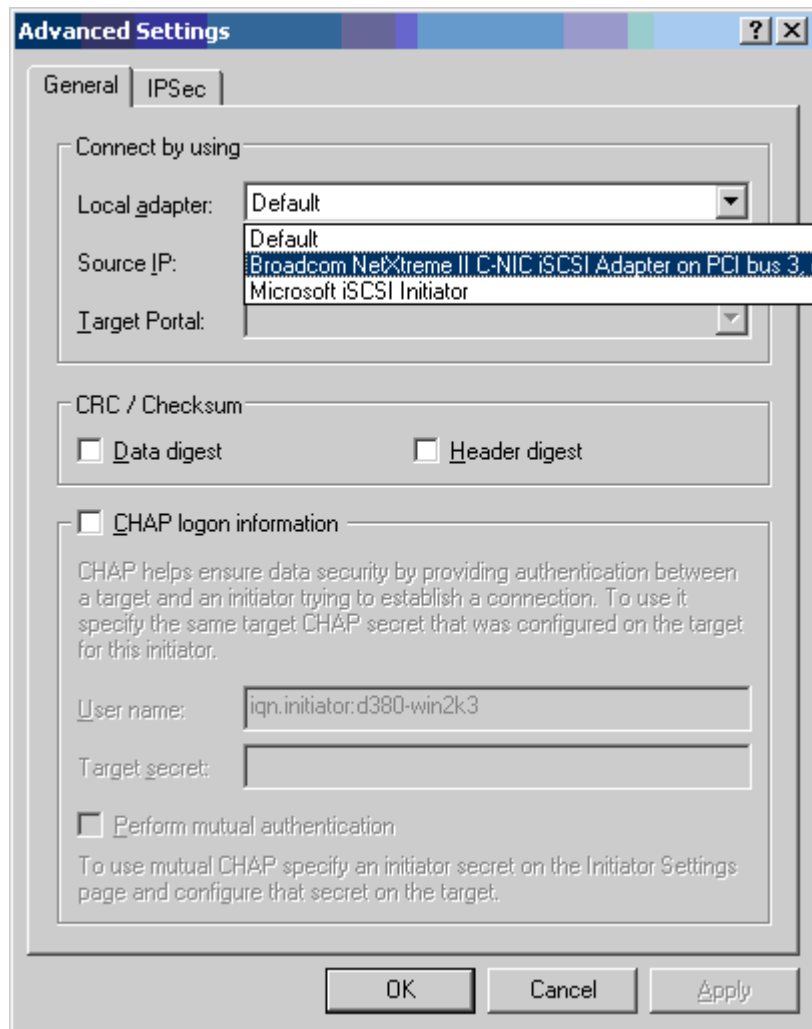 Advanced Settings
General
IPSec
Connect by using
Local adapter:
Default
Default
Source IP:
Broadcom NetXtreme II C-NIC iSCSI Adapter on PCI bus 3,
Microsoft iSCSI Initiator
Target Portal:
CRC / Checksum
Data digest
Header digest
CHAP logon information
CHAP helps ensure data security by providing authentication between
a target and an initiator trying to establish a connection. To use it
specify the same target CHAP secret that was configured on the target
for this initiator.
User name:
iqn.initiator:d380-win2k3
Target secret:
Perform mutual authentication
To use mutual CHAP specify an initiator secret on the Initiator Settings
page and configure that secret on the target.
OK
Cancel
Apply